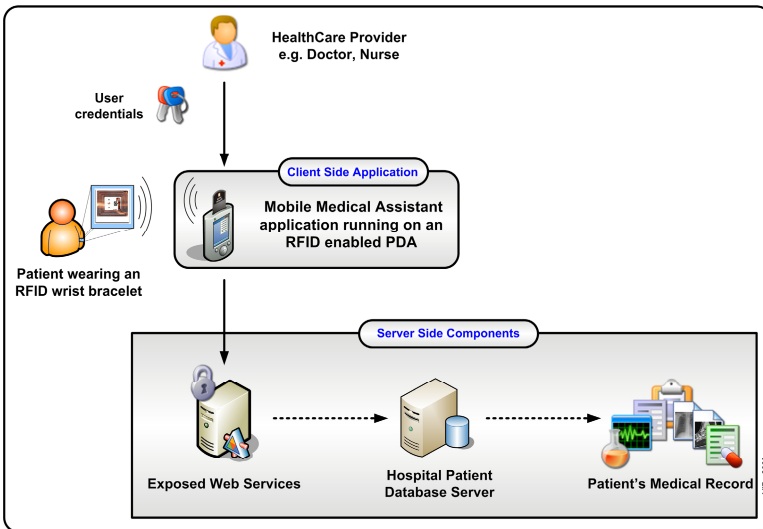 HealthCare Provider
e.g. Doctor, Nurse
User
credentials
Client Side Application
Mobile Medical Assistant
application running on an
RFID enabled PDA
Patient wearing an
RFID wrist bracelet
Server Side Components
Exposed Web Services
Hospital Patient
Database Server
Patient's Medical Record